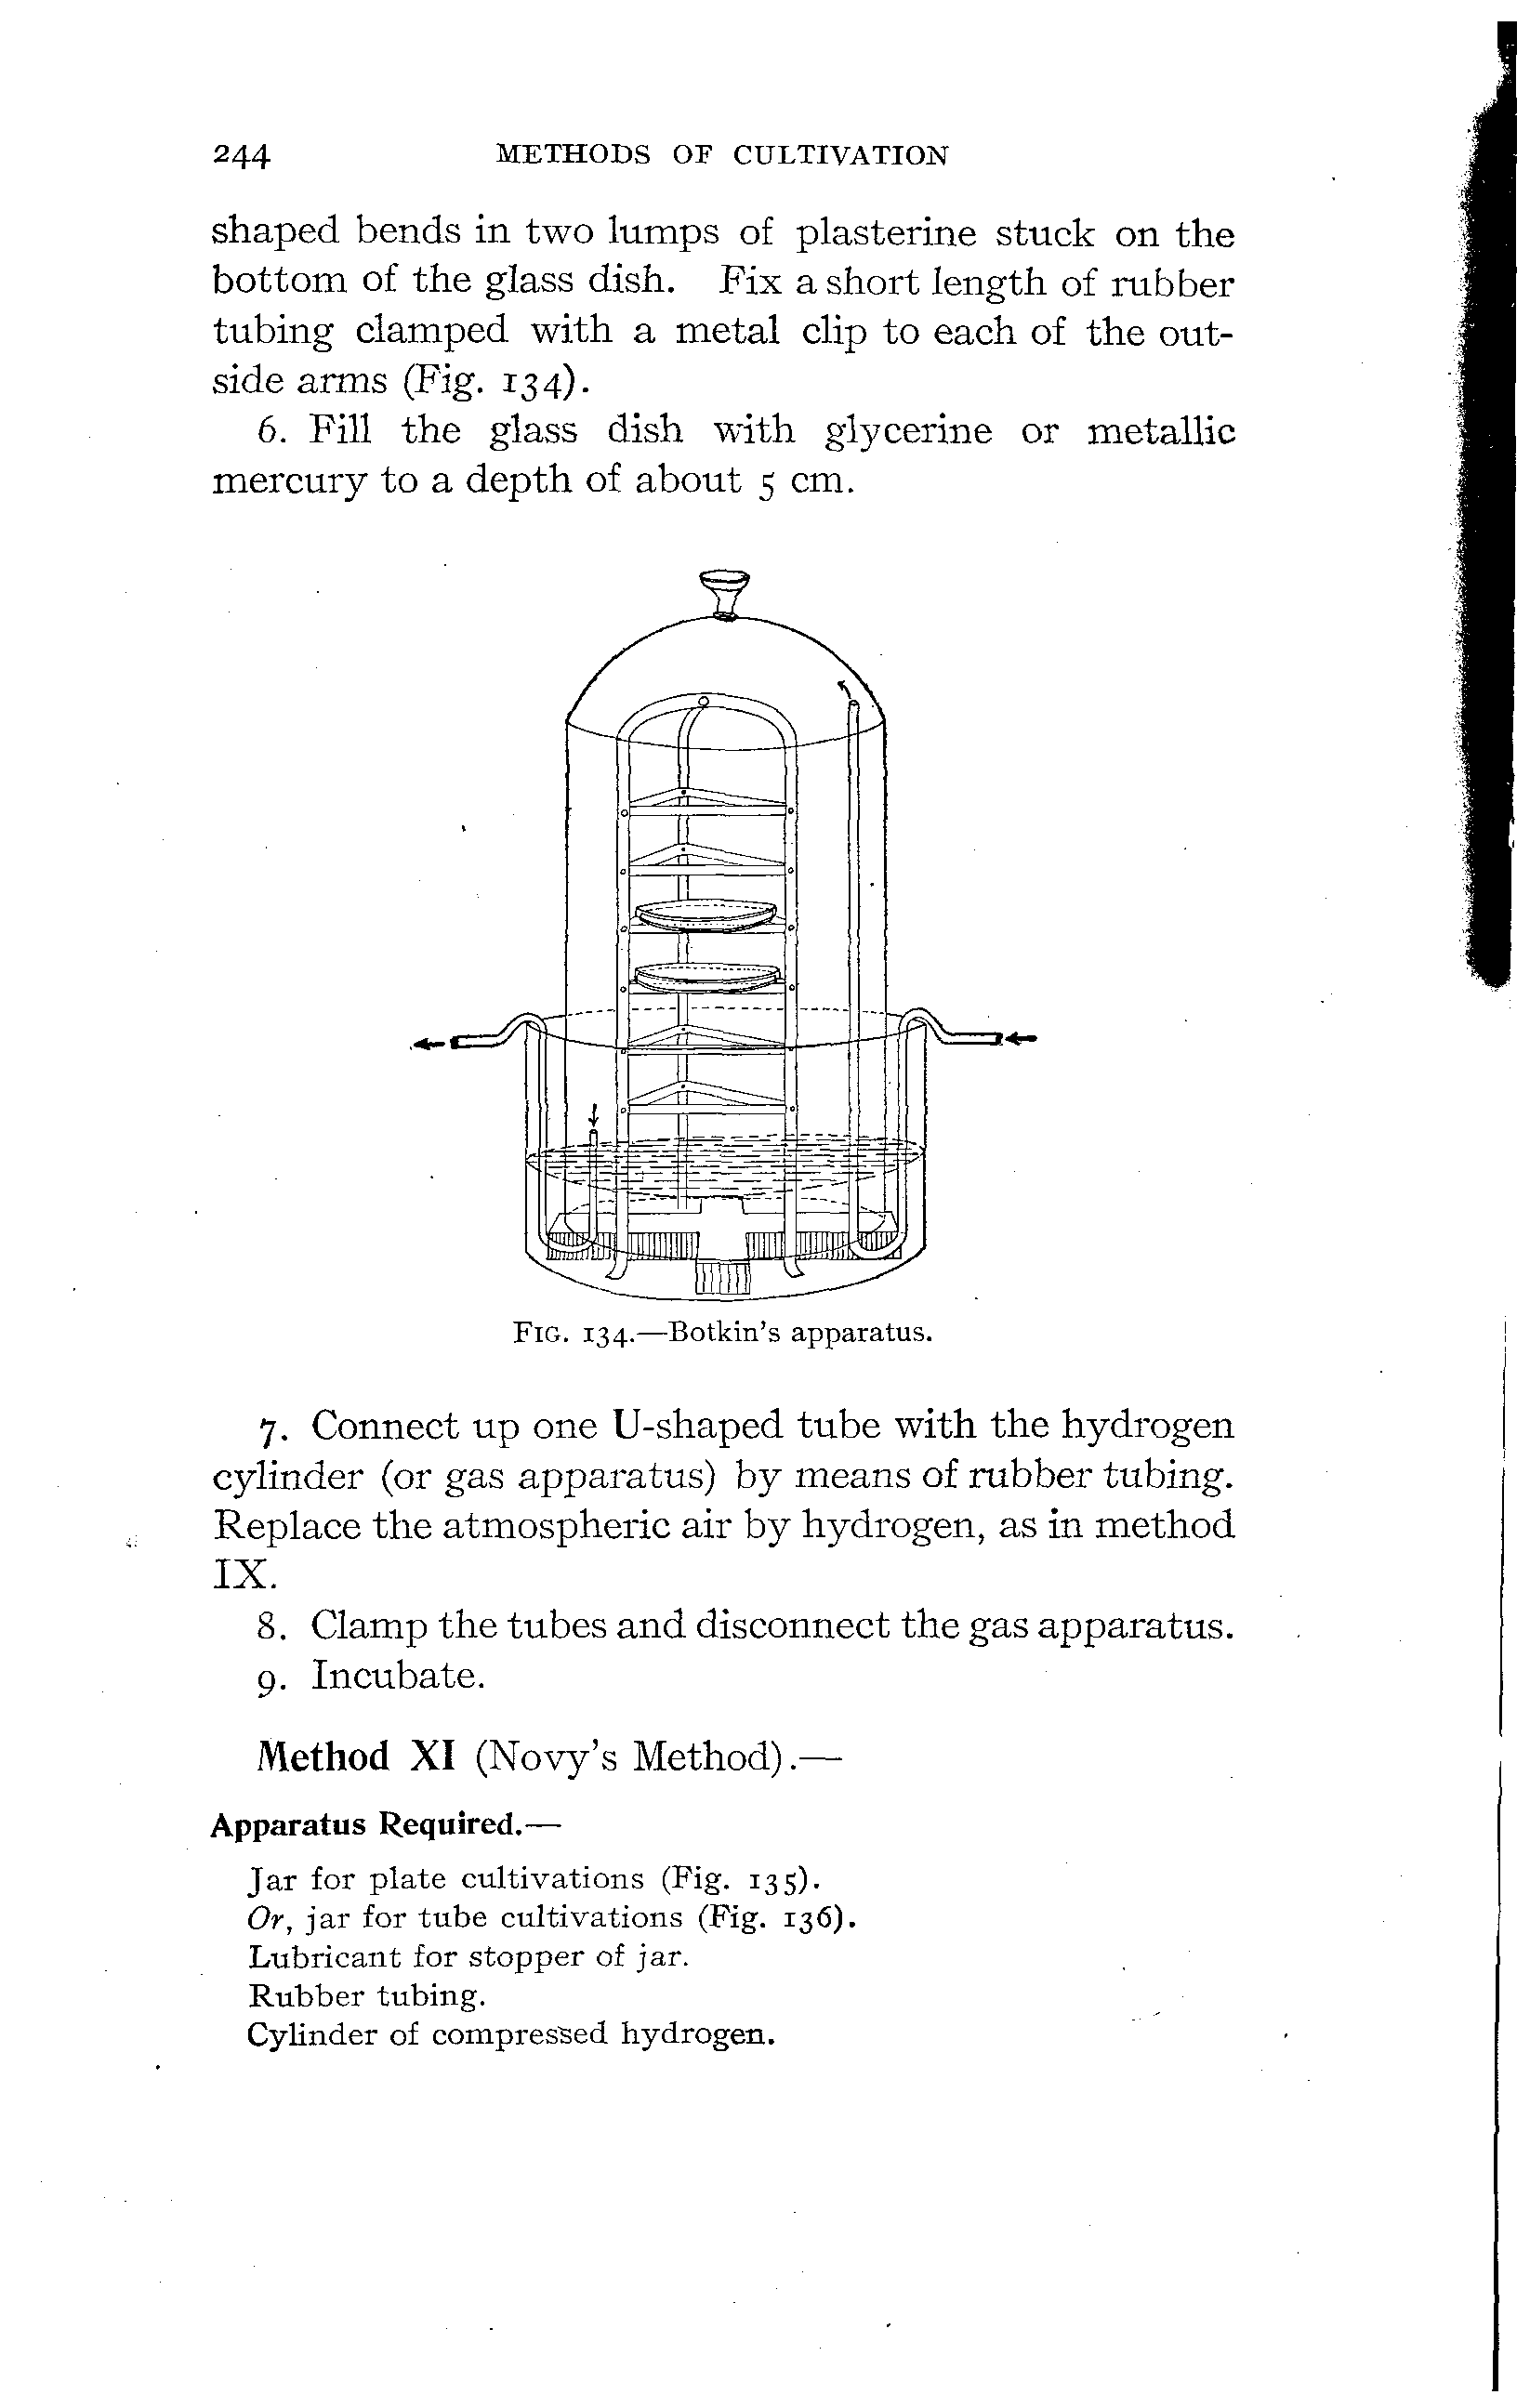 244 METHODS OF CULTIVATION
shaped bends in two lumps of plasterine stuck on the
bottom of the glass dish. Fix a short length of rubber
tubing clamped with a metal clip to each of the out-
side arms (Fig. 134).
6. Fill the glass dish with glycerine or metallic
mercury to a depth of about 5 cm.
FIG. 134.—Botkin's apparatus.
7. Connect up one U-shaped tube with the hydrogen
cylinder (or gas apparatus) by means of rubber tubing.
Replace the atmospheric air by hydrogen, as in method
IX.
8. Clamp the tubes and disconnect the gas apparatus.
9. Incubate.
Method XI (Novy's Method).—
Apparatus Required.—
Jar for plate cultivations (Fig. 135).
Or, jar for tube cultivations (Fig. 136).
Lubricant for stopper of jar.
Rubber tubing.
Cylinder of compressed hydrogen.